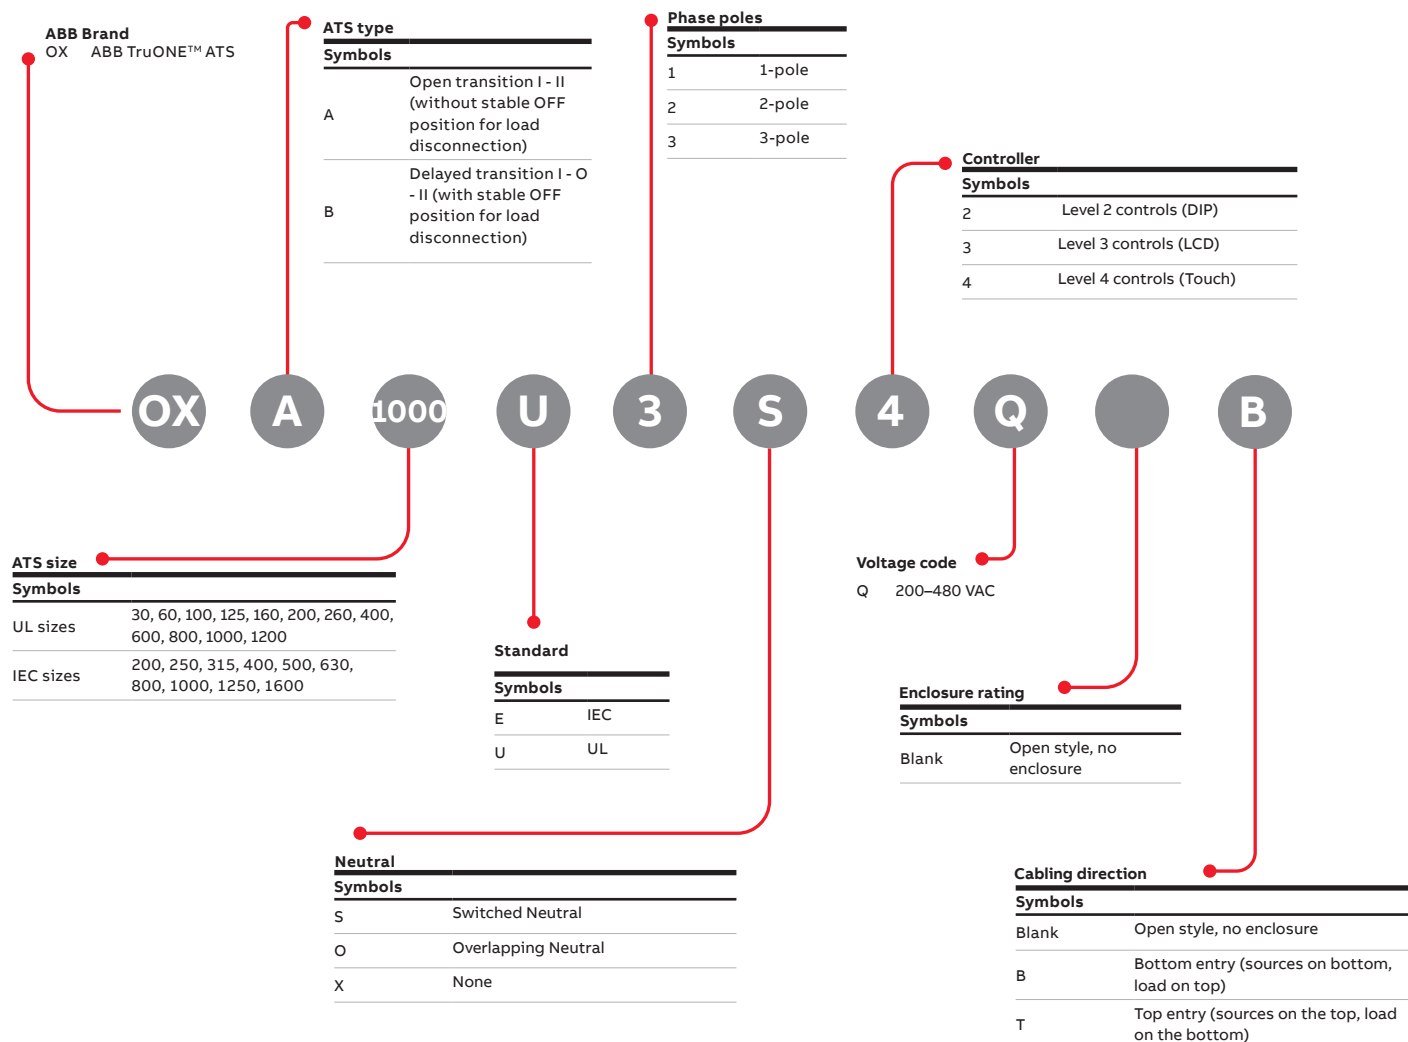 ABB Brand
OX ABB TruONE™ ATS
ATS type
Symbols
A
Open transition I - II
(without stable OFF
position for load
disconnection)
B
Delayed transition I - O
- II (with stable OFF
position for load
disconnection)
Phase poles
Symbols
1 1-pole
2 2-pole
3 3-pole
Controller
Symbols
2 Level 2 controls (DIP)
3 Level 3 controls (LCD)
4 Level 4 controls (Touch)
OX A 1000 U 3 S 4 Q B
ATS size
Symbols
UL sizes
30, 60, 100, 125, 160, 200, 260, 400,
600, 800, 1000, 1200
IEC sizes
200, 250, 315, 400, 500, 630,
800, 1000, 1250, 1600
Standard
Symbols
E IEC
U UL
Voltage code
Q 200–480 VAC
Enclosure rating
Symbols
Blank
Open style, no
enclosure
Neutral
Symbols
S Switched Neutral
O Overlapping Neutral
X None
Cabling direction
Symbols
Blank Open style, no enclosure
B
Bottom entry (sources on bottom,
load on top)
T
Top entry (sources on the top, load
on the bottom)